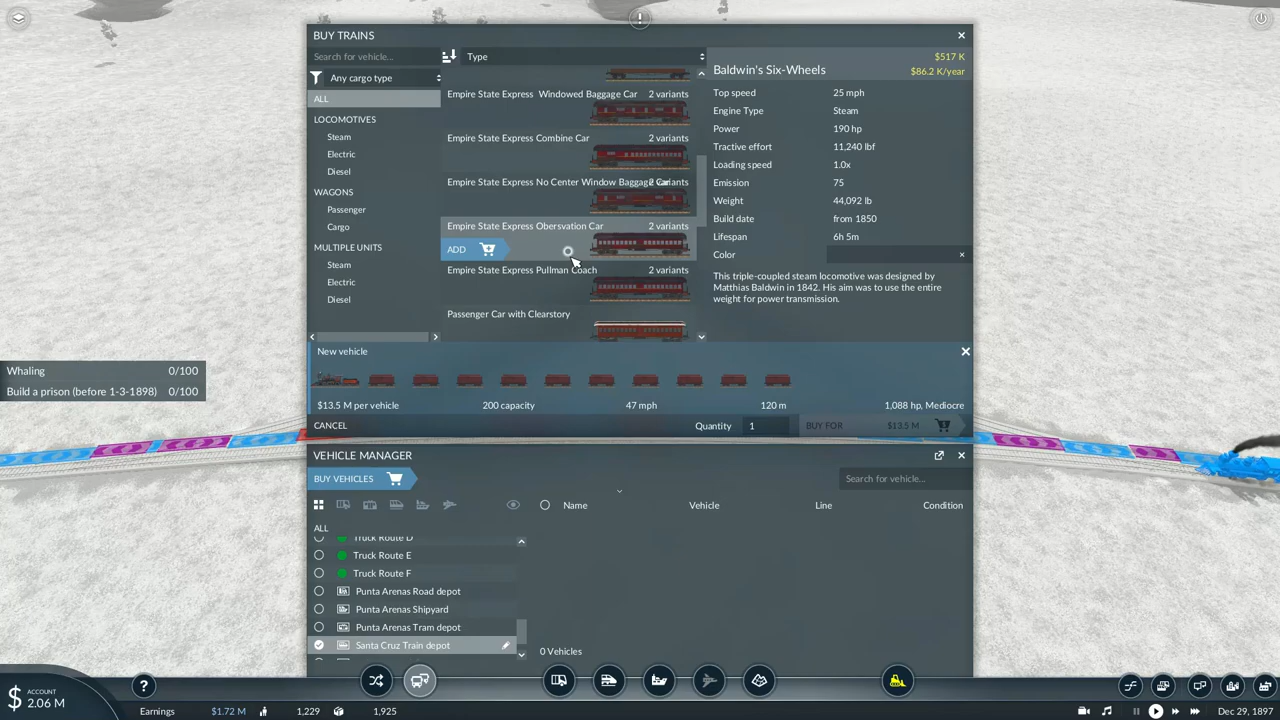 BUY TRAINS
Search for vehicle...
Type
Any cargo type
ALL
LOCOMOTIVES
Steam
Electric
Diesel
WAGONS
Passenger
Cargo
MULTIPLE UNITS
Steam
Electric
Diesel
Empire State Express Windowed Baggage Car 2 variants
Empire State Express Combine Car 2 variants
Empire State Express No Center Window Baggage Car 2 variants
Empire State Express Obersvation Car 2 variants
ADD
Empire State Express Pullman Coach 2 variants
Passenger Car with Clearstory
$517 K
Baldwin's Six-Wheels $86.2 K/year
Top speed 25 mph
Engine Type Steam
Power 190 hp
Tractive effort 11,240 lbf
Loading speed 1.0x
Emission 75
Weight 44,092 lb
Build date from 1850
Lifespan 6h 5m
Color
This triple-coupled steam locomotive was designed by
Matthias Baldwin in 1842. His aim was to use the entire
weight for power transmission.
New vehicle
$13.5 M per vehicle 200 capacity 47 mph 120 m 1,088 hp, Mediocre
CANCEL Quantity 1 BUY FOR $13.5 M
Whaling 0/100
Build a prison (before 1-3-1898) 0/100
VEHICLE MANAGER
BUY VEHICLES Search for vehicle...
Name Vehicle Line Condition
ALL
Truck Route D
Truck Route E
Truck Route F
Punta Arenas Road depot
Punta Arenas Shipyard
Punta Arenas Tram depot
Santa Cruz Train depot
0 Vehicles
$ ACCOUNT
2.06 M
?
Earnings $1.72 M 1,229 1,925
Dec 29, 1897